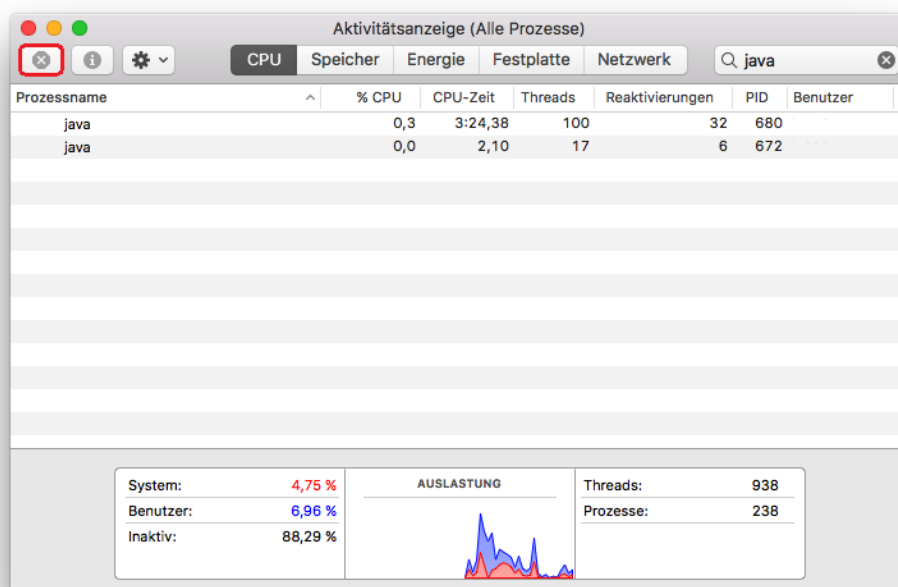 Aktivitätsanzeige (Alle Prozesse)
CPU Speicher Energie Festplatte Netzwerk java
Prozessname % CPU CPU-Zeit Threads Reaktivierungen PID Benutzer
java 0,3 3:24,38 100 32 680
java 0,0 2,10 17 6 672
System: 4,75 % AUSLASTUNG Threads: 938
Benutzer: 6,96 % Prozesse: 238
Inaktiv: 88,29 %